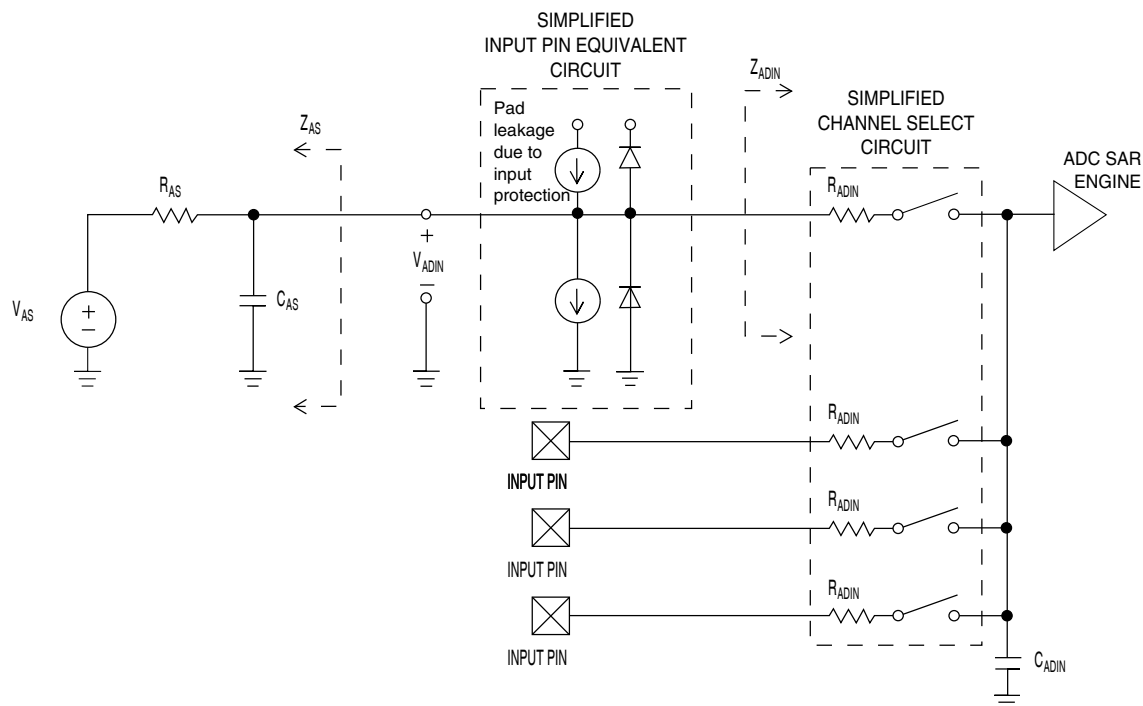 SIMPLIFIED
INPUT PIN EQUIVALENT
CIRCUIT
Z_ADIN
SIMPLIFIED
CHANNEL SELECT
CIRCUIT
Pad
leakage
due to
input
protection
Z_AS
ADC SAR
ENGINE
R_AS
R_ADIN
+
V_ADIN
–
V_AS
+
–
C_AS
R_ADIN
INPUT PIN
R_ADIN
INPUT PIN
R_ADIN
INPUT PIN
C_ADIN